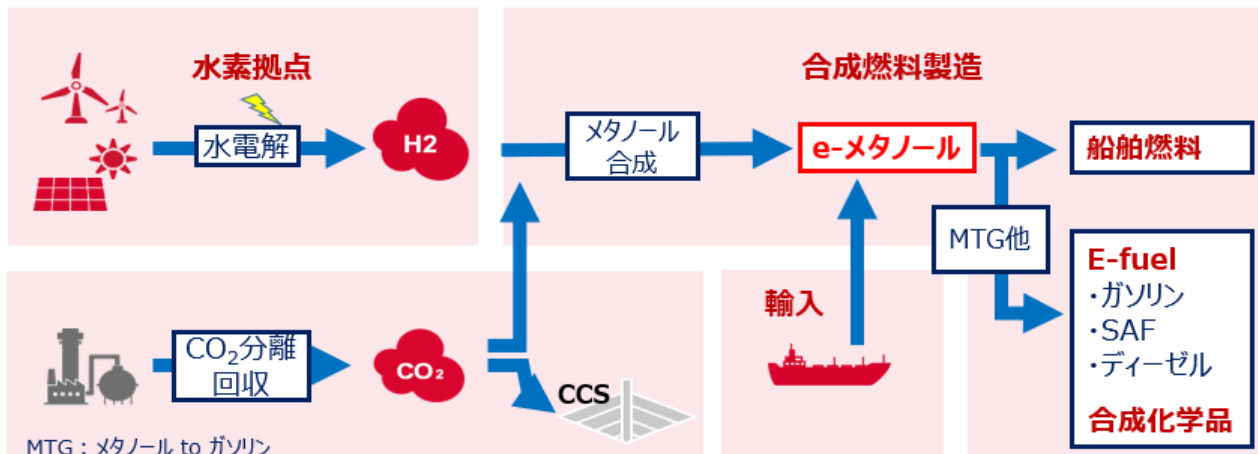 水素拠点
水電解
H2
合成燃料製造
メタノール
合成
e-メタノール
船舶燃料
MTG他
E-fuel
・ガソリン
・SAF
・ディーゼル
合成化学品
輸入
CO₂分離
回収
CO₂
CCS
MTG：メタノール to ガソリン